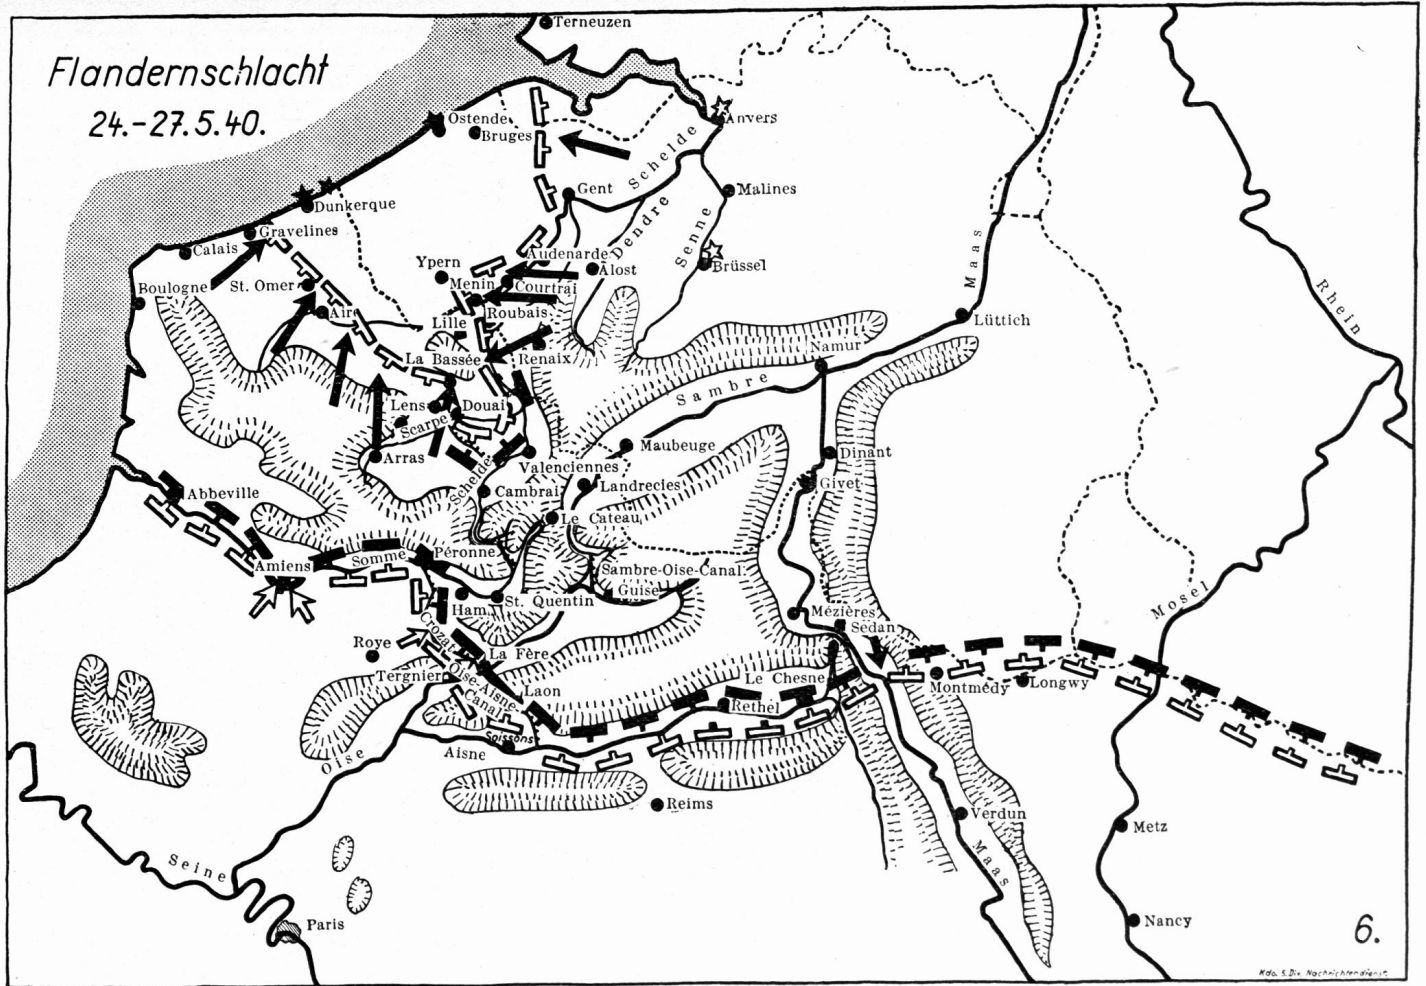 Flandernschlacht
24.-27.5.40.
Terneuzen
Ostende
Bruges
Anvers
Schelde
Gent
Malines
Dunkerque
Dendre
Senne
Gravelines
Calais
Audenarde
Brüssel
Maas
Ypern
Alost
Boulogne
St. Omer
Menin
Courtrai
Rhein
Aire
Lille
Roubais
Lüttich
La Bassée
Renaix
Namur
Sambre
Lens
Douai
Scarpe
Maubeuge
Arras
Valenciennes
Dinant
Schelde
Landrecies
Givet
Abbeville
Cambrai
Le Cateau
Somme
Péronne
Amiens
Sambre-Oise-Canal
Guise
Ham
St. Quentin
Mézières
Mosel
Crozat
Sedan
Roye
La Fère
Tergnier
Oise-Aisne
Canal
Laon
Le Chesne
Montmédy
Longwy
Rethel
Soissons
Oise
Aisne
Reims
Verdun
Metz
Seine
Maas
Paris
Nancy
6.
Kdo. S. Div. Nachrichtendienst.